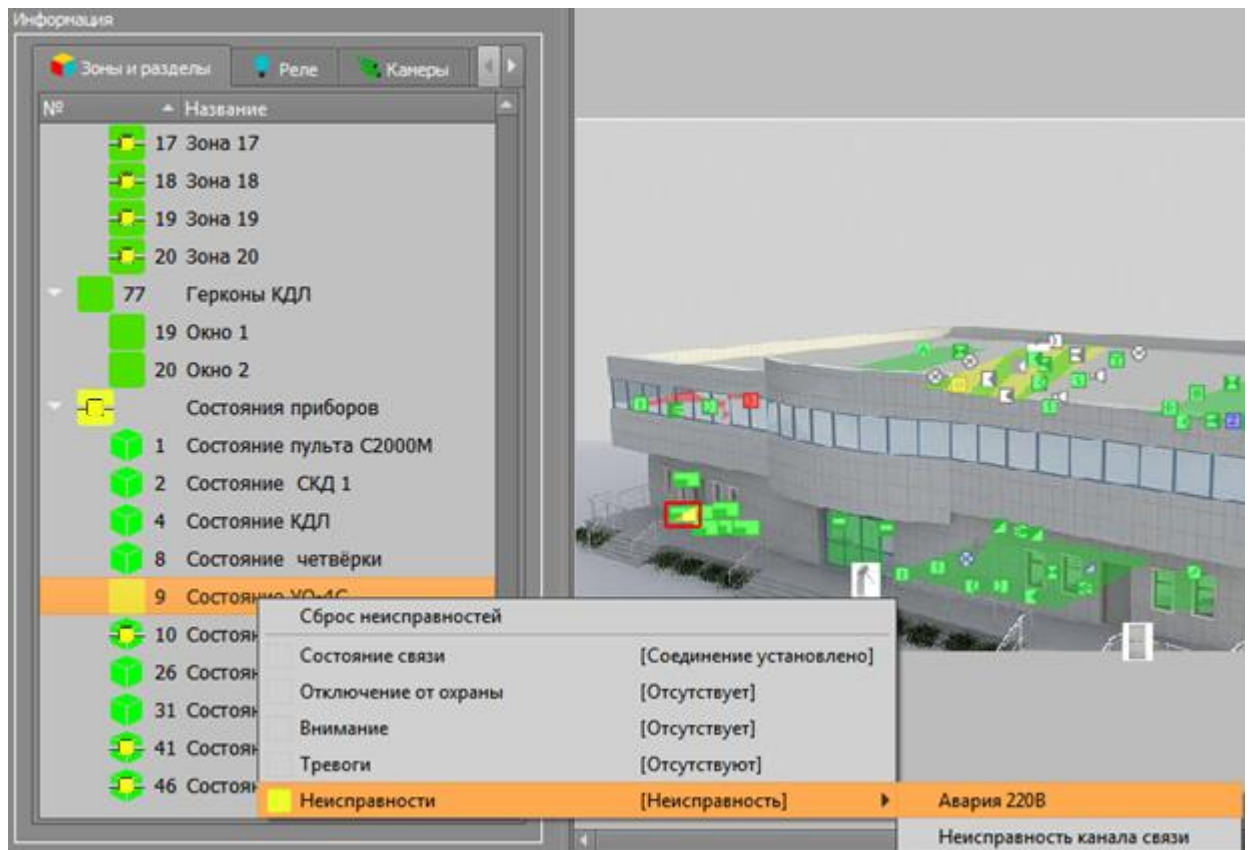 Информация
Зоны и разделы Реле Камеры
№ Название
17 Зона 17
18 Зона 18
19 Зона 19
20 Зона 20
77 Герконы КДЛ
19 Окно 1
20 Окно 2
Состояния приборов
1 Состояние пульта С2000М
2 Состояние СКД 1
4 Состояние КДЛ
8 Состояние четвёрки
9 Состояние УО-4С
Сброс неисправностей
10 Состоян
Состояние связи [Соединение установлено]
26 Состоян
Отключение от охраны [Отсутствует]
31 Состоян
Внимание [Отсутствует]
41 Состоян
Тревоги [Отсутствуют]
46 Состоян
Неисправности [Неисправность] Авария 220В
Неисправность канала связи